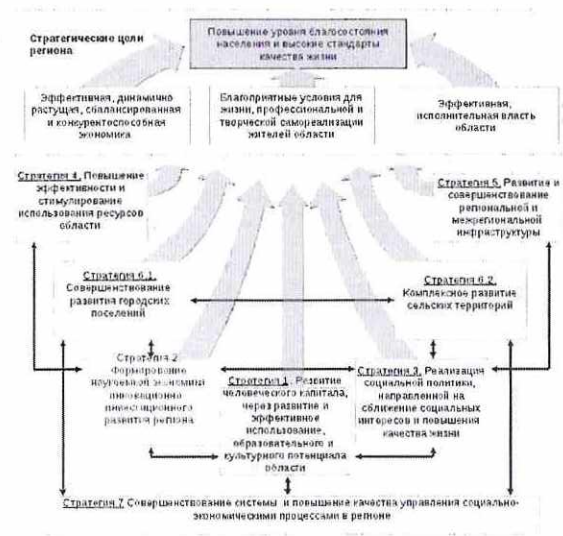 Стратегические цели
региона
Повышение уровня благосостояния
населения и высокие стандарты
качества жизни
Эффективная, динамично
растущая, сбалансированная
и конкурентоспособная
экономика
Благоприятные условия для
жизни, профессиональной и
творческой самореализации
жителей области
Эффективная,
исполнительная власть
области
Стратегия 4. Повышение
эффективности и
стимулирование
использования ресурсов
области
Стратегия 5. Развитие и
совершенствование
региональной и
межрегиональной
инфраструктуры
Стратегия 6.1.
Совершенствование
развития городских
поселений
Стратегия 6.2.
Комплексное развитие
сельских территорий
Стратегия 2
Формирование
наукоемкой экономики
инновационно
инвестиционного
развития региона
Стратегия 1. Развитие
человеческого капитала,
через развитие и
эффективное
использование,
образовательного и
культурного потенциала
области
Стратегия 3. Реализация
социальной политики,
направленной на
сближение социальных
интересов и повышения
качества жизни
Стратегия 7 Совершенствование системы и повышение качества управления социально-
экономическими процессами в регионе